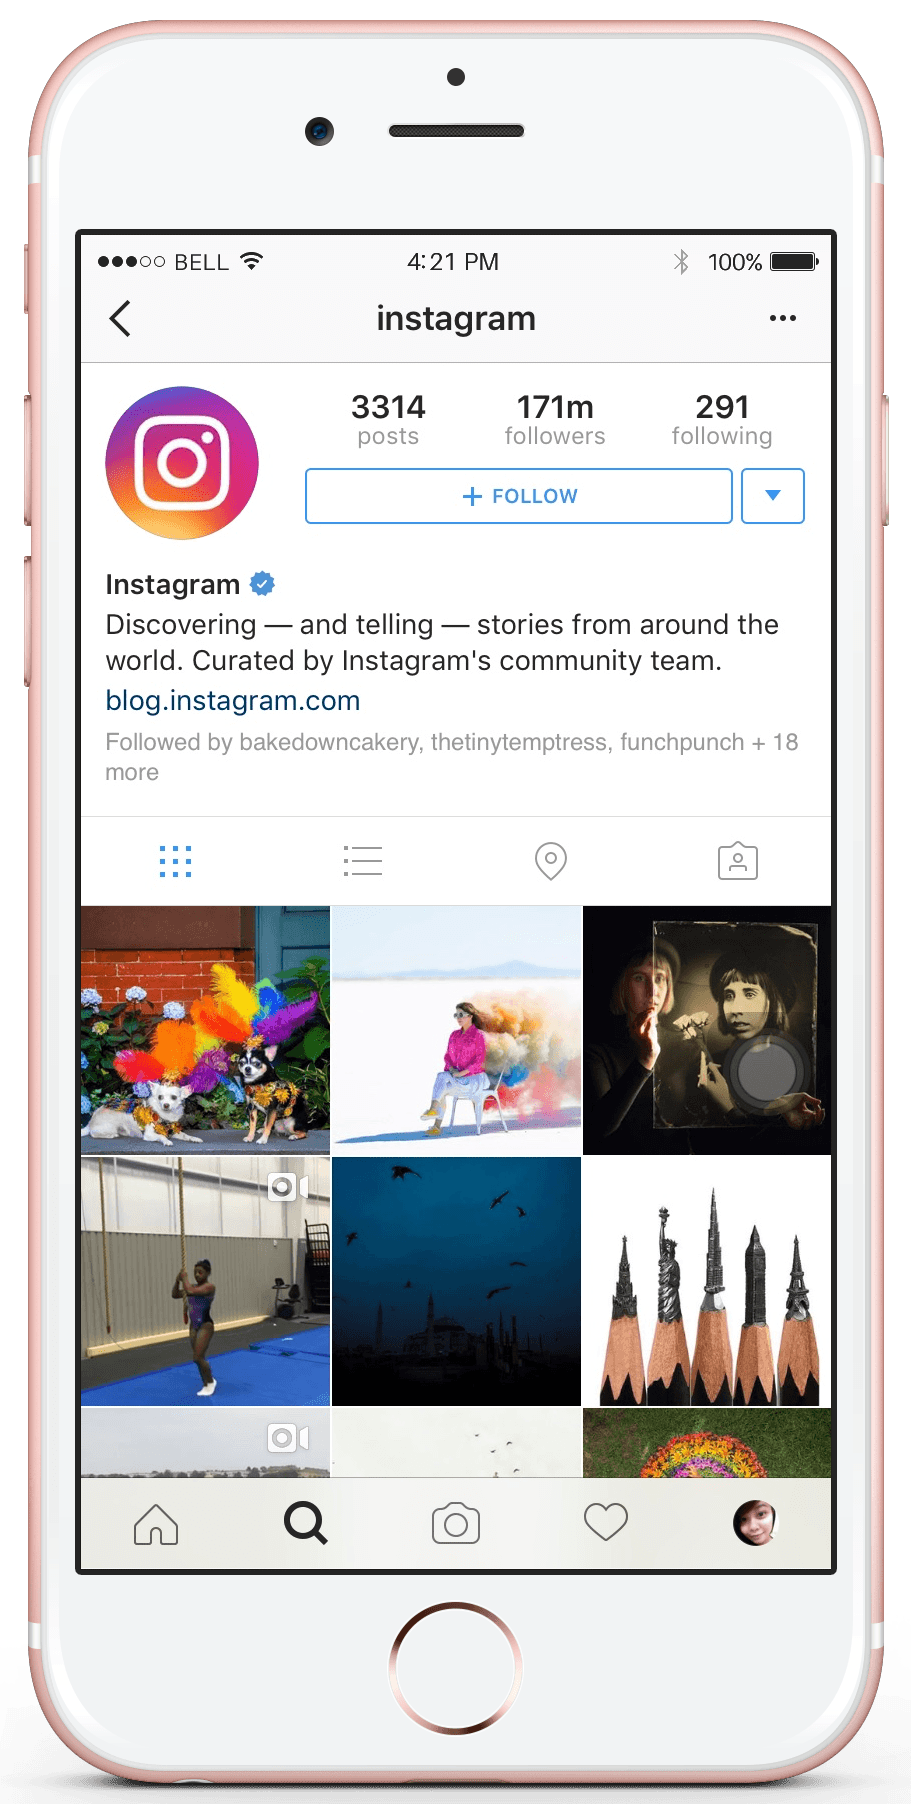 BELL 4:21 PM 100%
instagram
3314 171m 291
posts followers following
+ FOLLOW
Instagram
Discovering — and telling — stories from around the
world. Curated by Instagram's community team.
blog.instagram.com
Followed by bakedowncakery, thetinytemptress, funchpunch + 18
more